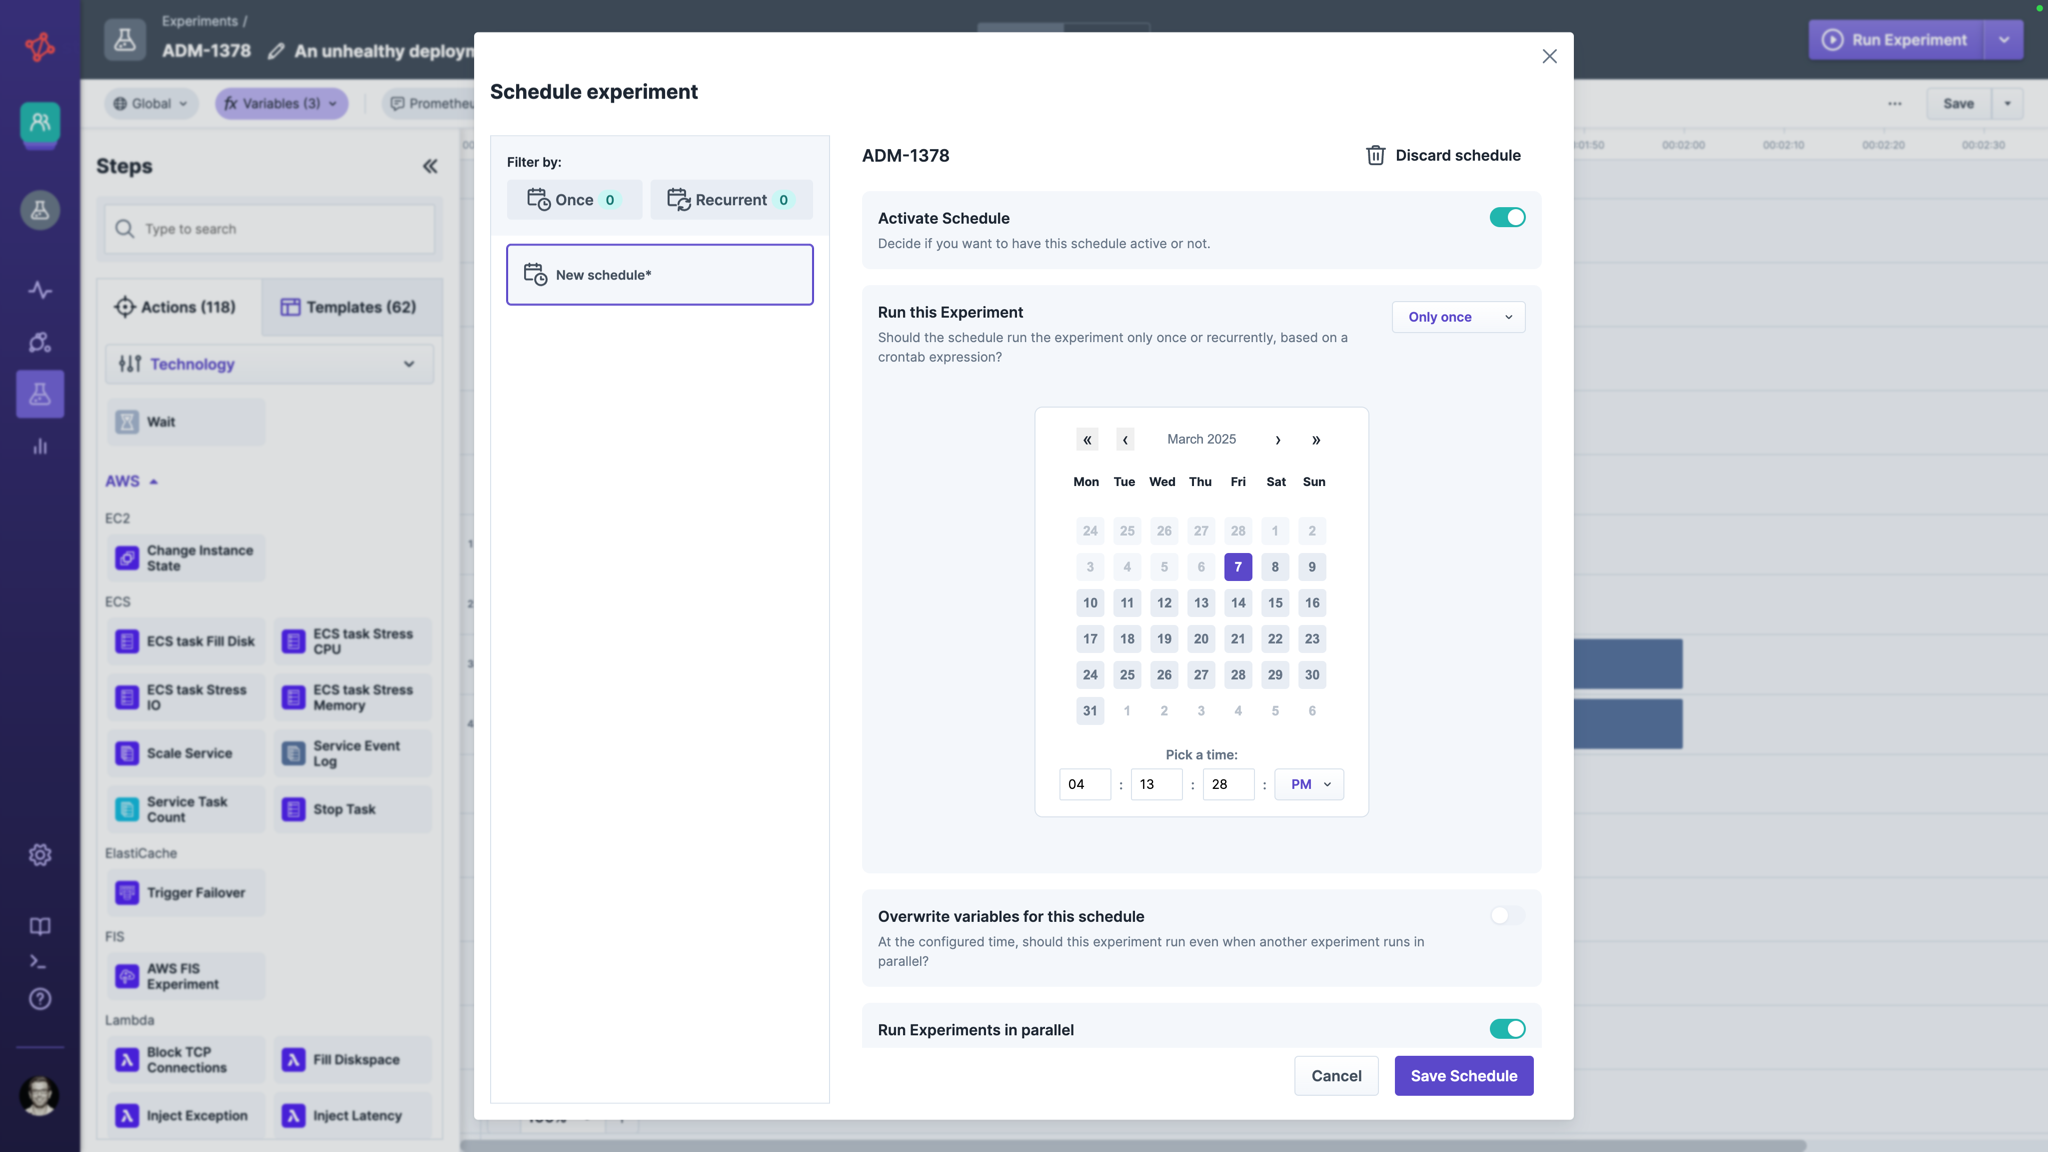 Experiments /
ADM-1378
An unhealthy deployn
Run Experiment
Global
fx Variables (3)
Prometheu
Save
00
:01:50
00:02:00
00:02:10
00:02:20
00:02:30
Steps
Type to search
Actions (118)
Templates (62)
Technology
Wait
AWS
EC2
Change Instance
State
ECS
ECS task Fill Disk
ECS task Stress
CPU
ECS task Stress
IO
ECS task Stress
Memory
Scale Service
Service Event
Log
Service Task
Count
Stop Task
ElastiCache
Trigger Failover
FIS
AWS FIS
Experiment
Lambda
Block TCP
Connections
Fill Diskspace
Inject Exception
Inject Latency
1
2
3
4
Schedule experiment
Filter by:
Once 0
Recurrent 0
New schedule*
ADM-1378
Discard schedule
Activate Schedule
Decide if you want to have this schedule active or not.
Run this Experiment
Only once
Should the schedule run the experiment only once or recurrently, based on a
crontab expression?
« ‹ March 2025 › »
Mon Tue Wed Thu Fri Sat Sun
24 25 26 27 28 1 2
3 4 5 6 7 8 9
10 11 12 13 14 15 16
17 18 19 20 21 22 23
24 25 26 27 28 29 30
31 1 2 3 4 5 6
Pick a time:
04 : 13 : 28 : PM
Overwrite variables for this schedule
At the configured time, should this experiment run even when another experiment runs in
parallel?
Run Experiments in parallel
Cancel
Save Schedule